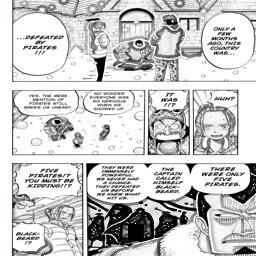 ONLY A
FEW
MONTHS
AGO, THIS
COUNTRY
WAS...
...DEFEATED
BY
PIRATES
!!!
HUH?
IT
WAS
!?
NO WONDER
EVERYONE WAS
SO NERVOUS
WHEN WE
SHOWED UP.
YES. THE MERE
MENTION OF
PIRATES STILL
MAKES US UNEASY.
THERE
WERE ONLY
FIVE
PIRATES.
THE
CAPTAIN
CALLED
HIMSELF
BLACK-
BEARD.
THEY WERE
IMMENSELY
POWERFUL.
WE NEVER HAD
A CHANCE.
THEY DEFEATED
US BEFORE WE
KNEW WHAT
HIT US.
FIVE
PIRATES!?
YOU MUST BE
KIDDING!!?
BLACK-
BEARD
!?